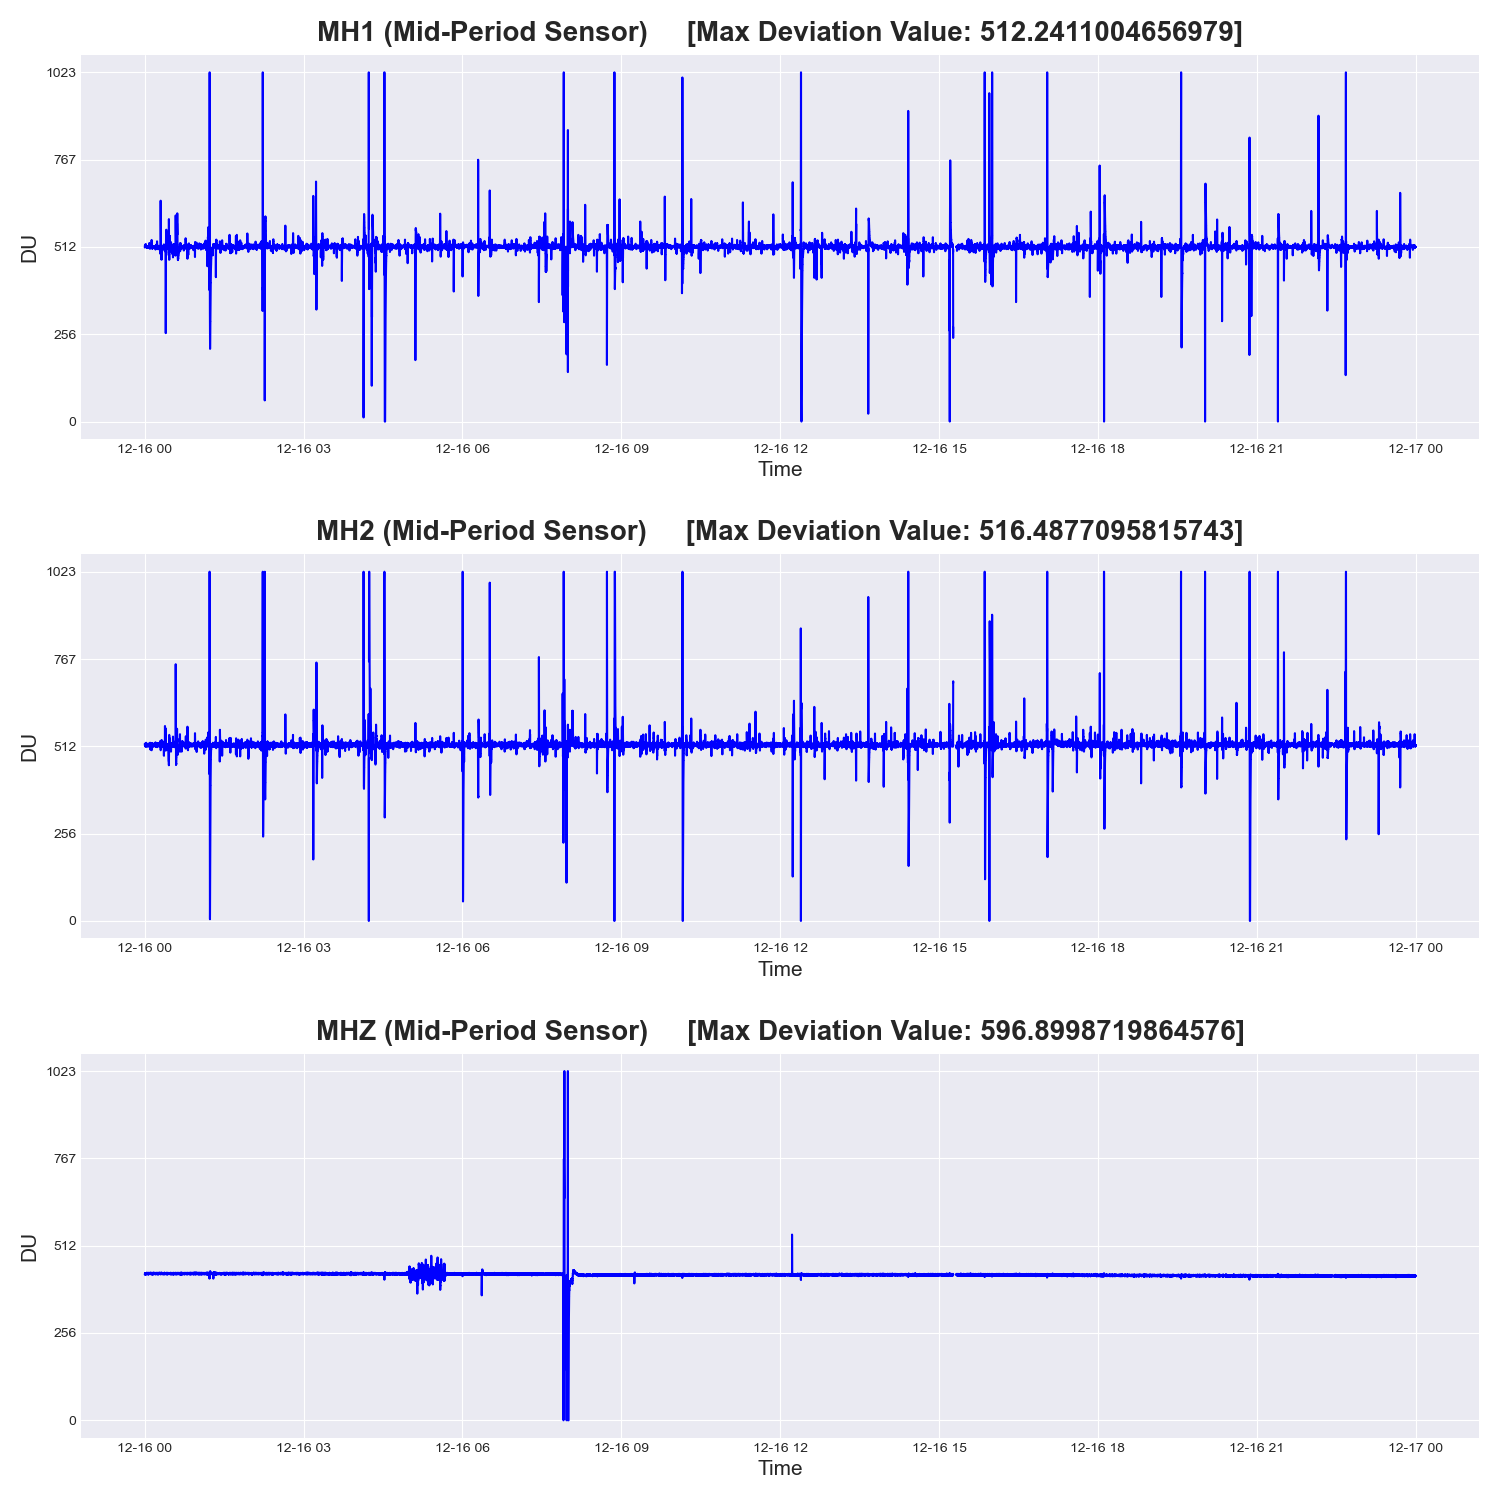 MH1 (Mid-Period Sensor) [Max Deviation Value: 512.2411004656979]
1023
767
512
256
0
DU
12-16 00 12-16 03 12-16 06 12-16 09 12-16 12 12-16 15 12-16 18 12-16 21 12-17 00
Time
MH2 (Mid-Period Sensor) [Max Deviation Value: 516.4877095815743]
1023
767
512
256
0
DU
12-16 00 12-16 03 12-16 06 12-16 09 12-16 12 12-16 15 12-16 18 12-16 21 12-17 00
Time
MHZ (Mid-Period Sensor) [Max Deviation Value: 596.8998719864576]
1023
767
512
256
0
DU
12-16 00 12-16 03 12-16 06 12-16 09 12-16 12 12-16 15 12-16 18 12-16 21 12-17 00
Time